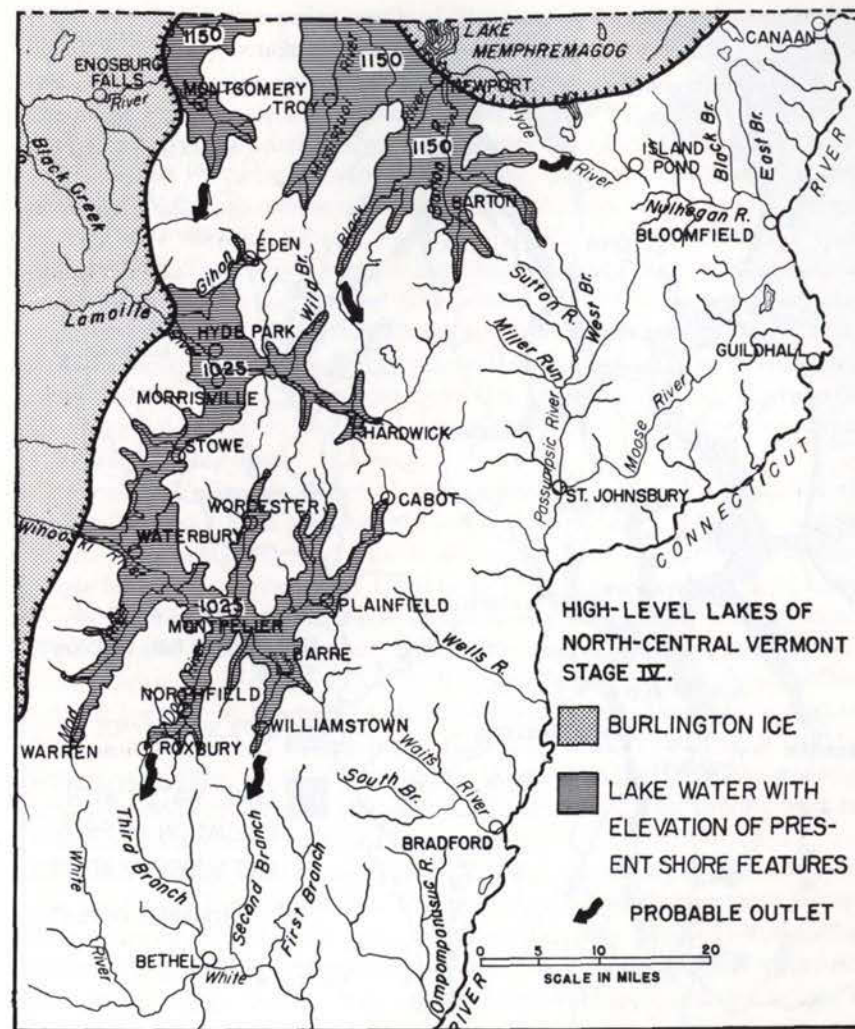 1150
1150
LAKE
MEMPHREMAGOG
CANAAN
ENOSBURG
FALLS
River
MONTGOMERY
TROY
Missisquoi
River
River
NEWPORT
Clyde
River
1150
Barton R.
Black
BARTON
ISLAND
POND
Black Br.
East Br.
RIVER
Nulhegan R.
BLOOMFIELD
Black Creek
EDEN
Gihon
Wild Br.
Sutton R.
West Br.
Miller Run
Lamoille
River
HYDE PARK
1025
MORRISVILLE
GUILDHALL
HARDWICK
STOWE
Passumpsic River
Moose River
ST. JOHNSBURY
CONNECTICUT
WORCESTER
CABOT
Winooski River
WATERBURY
1025
MONTPELIER
PLAINFIELD
BARRE
Wells R.
Mad
NORTHFIELD
Dog River
WILLIAMSTOWN
WARREN
ROXBURY
Waits
River
South Br.
BRADFORD
White
River
Third Branch
Second Branch
First Branch
Ompompanosuc R.
BETHEL
White
RIVER
HIGH-LEVEL LAKES OF
NORTH-CENTRAL VERMONT
STAGE IV.
BURLINGTON ICE
LAKE WATER WITH
ELEVATION OF PRES-
ENT SHORE FEATURES
PROBABLE OUTLET
0 5 10 20
SCALE IN MILES